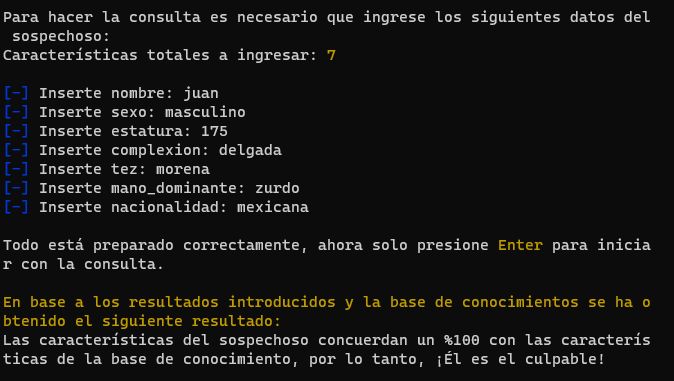 Para hacer la consulta es necesario que ingrese los siguientes datos del
 sospechoso:
Características totales a ingresar: 7
[-] Inserte nombre: juan
[-] Inserte sexo: masculino
[-] Inserte estatura: 175
[-] Inserte complexion: delgada
[-] Inserte tez: morena
[-] Inserte mano_dominante: zurdo
[-] Inserte nacionalidad: mexicana
Todo está preparado correctamente, ahora solo presione Enter para inicia
r con la consulta.
En base a los resultados introducidos y la base de conocimientos se ha o
btenido el siguiente resultado:
Las características del sospechoso concuerdan un %100 con las caracterís
ticas de la base de conocimiento, por lo tanto, ¡Él es el culpable!